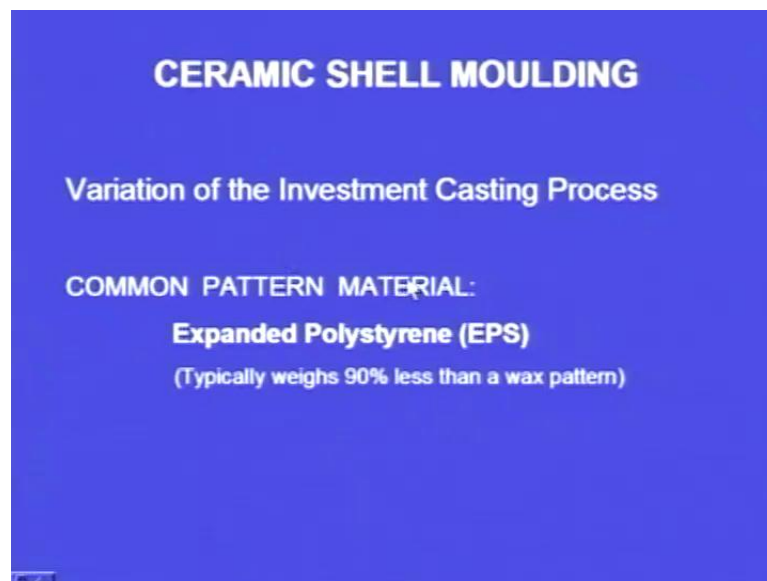 CERAMIC SHELL MOULDING
Variation of the Investment Casting Process
COMMON PATTERN MATERIAL:
Expanded Polystyrene (EPS)
(Typically weighs 90% less than a wax pattern)